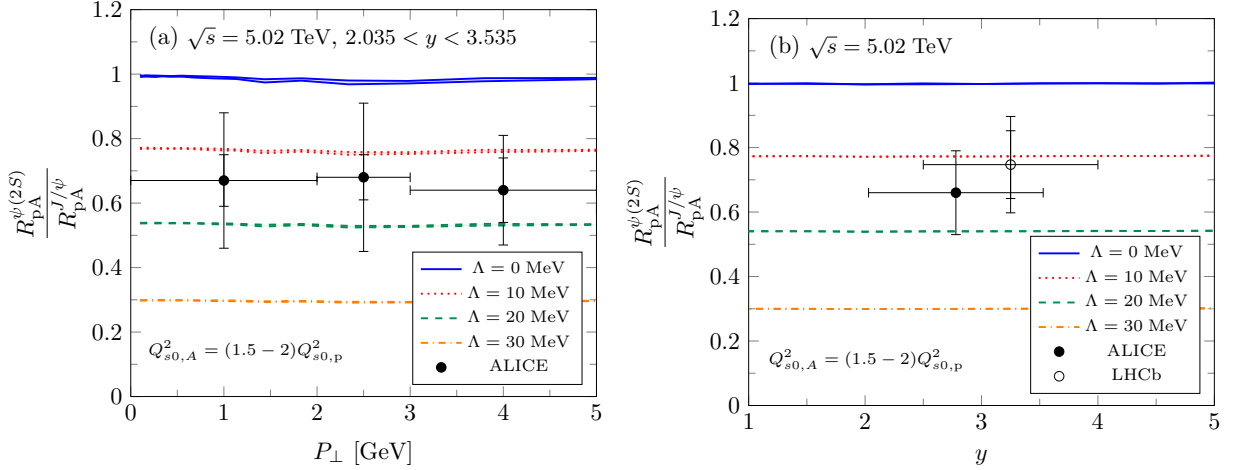 (a) √s = 5.02 TeV, 2.035 < y < 3.535
1.2
1
0.8
0.6
0.4
0.2
0
R_pA^ψ(2S) / R_pA^J/ψ
Λ = 0 MeV
Λ = 10 MeV
Λ = 20 MeV
Λ = 30 MeV
ALICE
Q²_s0,A = (1.5 − 2)Q²_s0,p
0 1 2 3 4 5
P⊥ [GeV]
(b) √s = 5.02 TeV
1.2
1
0.8
0.6
0.4
0.2
0
R_pA^ψ(2S) / R_pA^J/ψ
Λ = 0 MeV
Λ = 10 MeV
Λ = 20 MeV
Λ = 30 MeV
ALICE
LHCb
Q²_s0,A = (1.5 − 2)Q²_s0,p
1 2 3 4 5
y